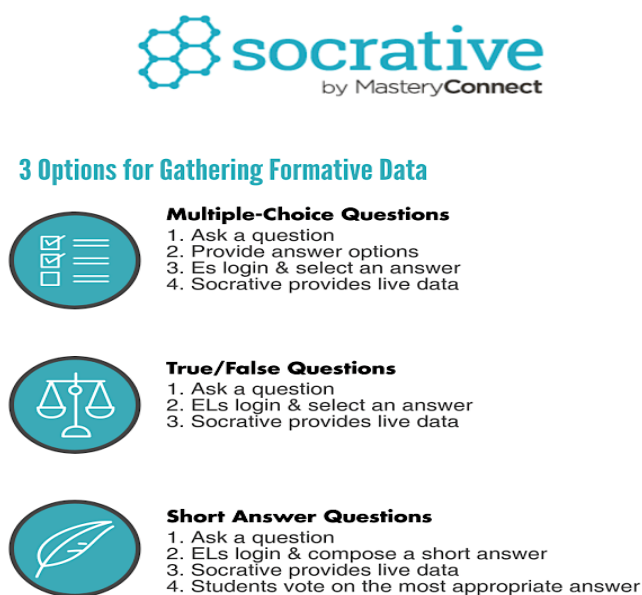 socrative
by MasteryConnect
3 Options for Gathering Formative Data
Multiple-Choice Questions
1. Ask a question
2. Provide answer options
3. Es login & select an answer
4. Socrative provides live data
True/False Questions
1. Ask a question
2. ELs login & select an answer
3. Socrative provides live data
Short Answer Questions
1. Ask a question
2. ELs login & compose a short answer
3. Socrative provides live data
4. Students vote on the most appropriate answer